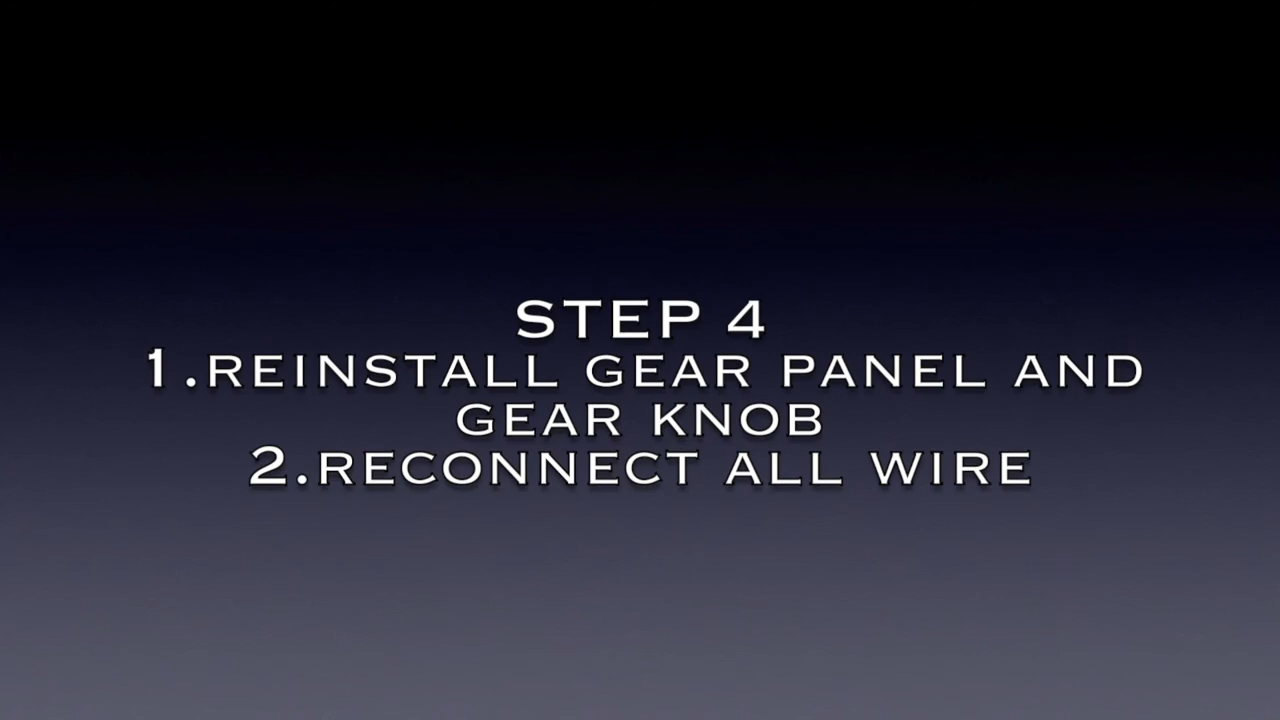 STEP 4
1.REINSTALL GEAR PANEL AND
GEAR KNOB
2.RECONNECT ALL WIRE